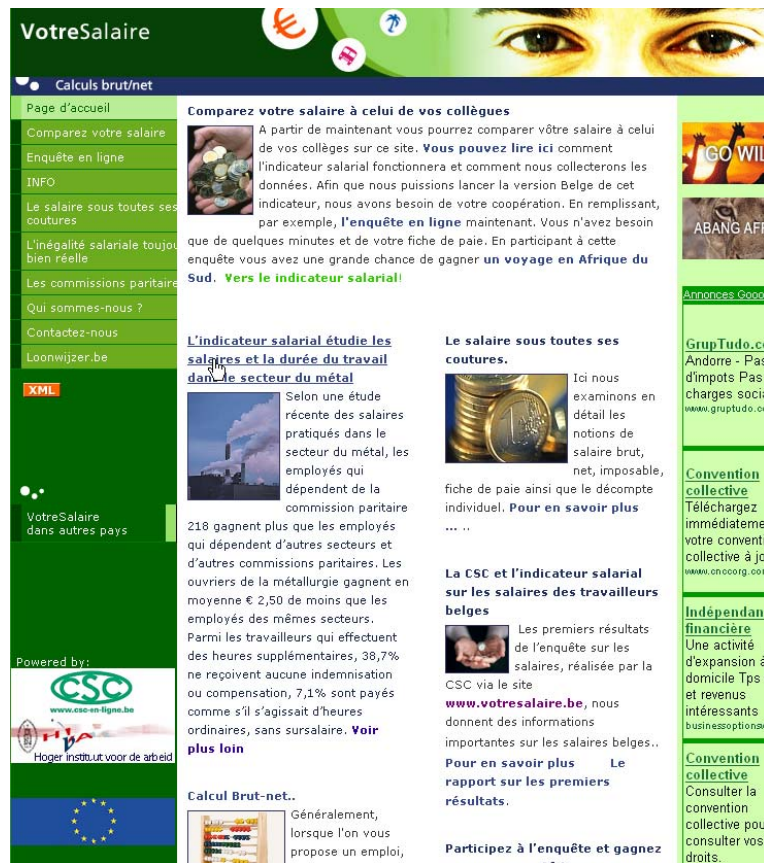 VotreSalaire
Calculs brut/net
Page d'accueil
Comparez votre salaire
Enquête en ligne
INFO
Le salaire sous toutes ses
coutures
L'inégalité salariale toujou
bien réelle
Les commissions paritaire
Qui sommes-nous ?
Contactez-nous
Loonwijzer.be
XML
VotreSalaire
dans autres pays
Powered by:
CSC
www.csc-en-ligne.be
Hoger instituut voor de arbeid
Comparez votre salaire à celui de vos collègues
A partir de maintenant vous pourrez comparer vôtre salaire à celui
de vos collèges sur ce site. Vous pouvez lire ici comment
l'indicateur salarial fonctionnera et comment nous collecterons les
données. Afin que nous puissions lancer la version Belge de cet
indicateur, nous avons besoin de votre coopération. En remplissant,
par exemple, l'enquête en ligne maintenant. Vous n'avez besoin
que de quelques minutes et de votre fiche de paie. En participant à cette
enquête vous avez une grande chance de gagner un voyage en Afrique du
Sud. Vers le indicateur salarial!
L'indicateur salarial étudie les
salaires et la durée du travail
dans le secteur du métal
Selon une étude
récente des salaires
pratiqués dans le
secteur du métal, les
employés qui
dépendent de la
commission paritaire
218 gagnent plus que les employés
qui dépendent d'autres secteurs et
d'autres commissions paritaires. Les
ouvriers de la métallurgie gagnent en
moyenne € 2,50 de moins que les
employés des mêmes secteurs.
Parmi les travailleurs qui effectuent
des heures supplémentaires, 38,7%
ne reçoivent aucune indemnisation
ou compensation, 7,1% sont payés
comme s'il s'agissait d'heures
ordinaires, sans sursalaire. Voir
plus loin
Calcul Brut-net..
Généralement,
lorsque l'on vous
propose un emploi,
Le salaire sous toutes ses
coutures.
Ici nous
examinons en
détail les
notions de
salaire brut,
net, imposable,
fiche de paie ainsi que le décompte
individuel. Pour en savoir plus
... ..
La CSC et l'indicateur salarial
sur les salaires des travailleurs
belges
Les premiers résultats
de l'enquête sur les
salaires, réalisée par la
CSC via le site
www.votresalaire.be, nous
donnent des informations
importantes sur les salaires belges..
Pour en savoir plus Le
rapport sur les premiers
résultats.
Participez à l'enquête et gagnez
GO WIL
ABANG AFR
Annonces Goo
GrupTudo.co
Andorre - Pas
d'impots Pas
charges socia
www.gruptudo.co
Convention
collective
Téléchargez
immédiateme
votre conventi
collective à jo
www.cnccorg.co
Indépendan
financière
Une activité
d'expansion à
domicile Tps
et revenus
intéressants
businessoptions
Convention
collective
Consulter la
convention
collective pou
consulter vos
droits.